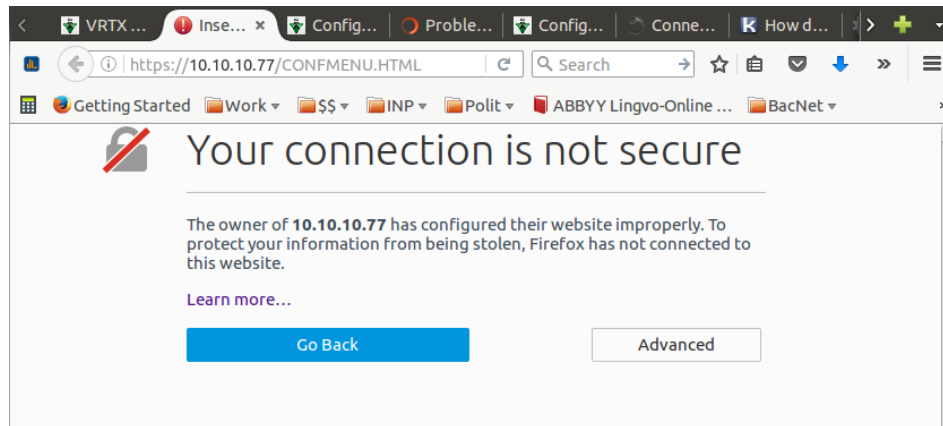 VRTX ... Inse... × Config... Proble... Config... Conne... How d...
https://10.10.10.77/CONFMENU.HTML Search
Getting Started Work $$ INP Polit ABBYY Lingvo-Online ... BacNet
Your connection is not secure
The owner of 10.10.10.77 has configured their website improperly. To
protect your information from being stolen, Firefox has not connected to
this website.
Learn more...
Go Back Advanced